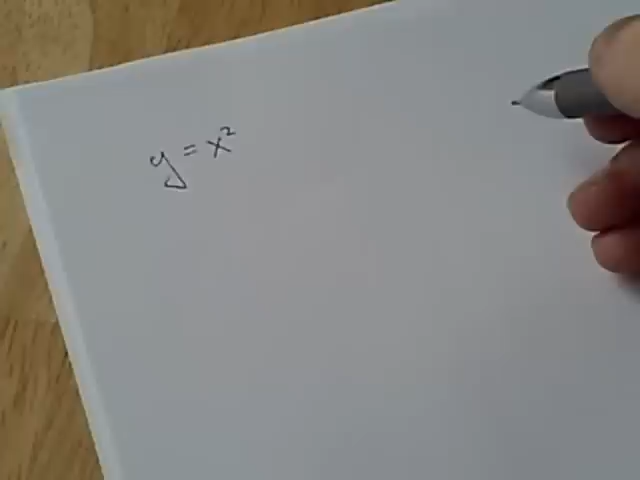 y = x²